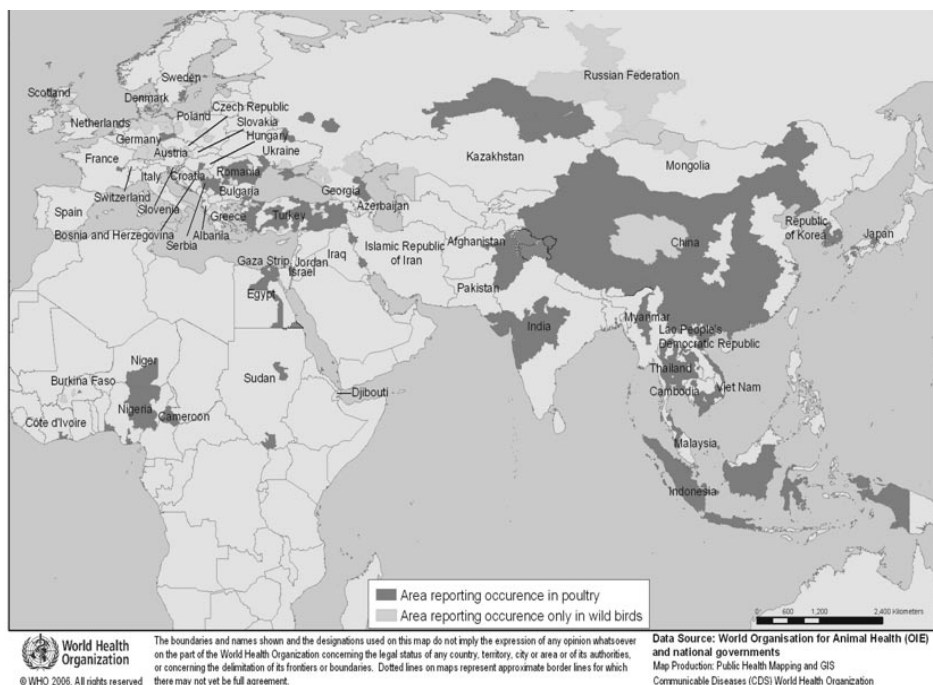 Sweden
Russian Federation
Scotland
Denmark
Czech Republic
Netherlands
Poland
Slovakia
Germany
Hungary
Austria
Ukraine
Kazakhstan
Mongolia
France
Italy
Croatia
Romania
Switzerland
Bulgaria
Georgia
Spain
Slovenia
Greece
Turkey
Azerbaijan
Republic
of Korea
Japan
Bosnia and Herzegovina
Albania
Serbia
China
Islamic Republic
of Iran
Afghanistan
Iraq
Gaza Strip
Jordan
Israel
Egypt
Pakistan
India
Myanmar
Lao People's
Democratic Republic
Niger
Thailand
Burkina Faso
Sudan
Djibouti
Cambodia
Viet Nam
Nigeria
Cameroon
Côte d'Ivoire
Malaysia
Indonesia
Area reporting occurence in poultry
Area reporting occurence only in wild birds
0 600 1,200 2,400 Kilometers
World Health
Organization
© WHO 2006. All rights reserved
The boundaries and names shown and the designations used on this map do not imply the expression of any opinion whatsoever
on the part of the World Health Organization concerning the legal status of any country, territory, city or area or of its authorities,
or concerning the delimitation of its frontiers or boundaries. Dotted lines on maps represent approximate border lines for which
there may not yet be full agreement.
Data Source: World Organisation for Animal Health (OIE)
and national governments
Map Production: Public Health Mapping and GIS
Communicable Diseases (CDS) World Health Organization